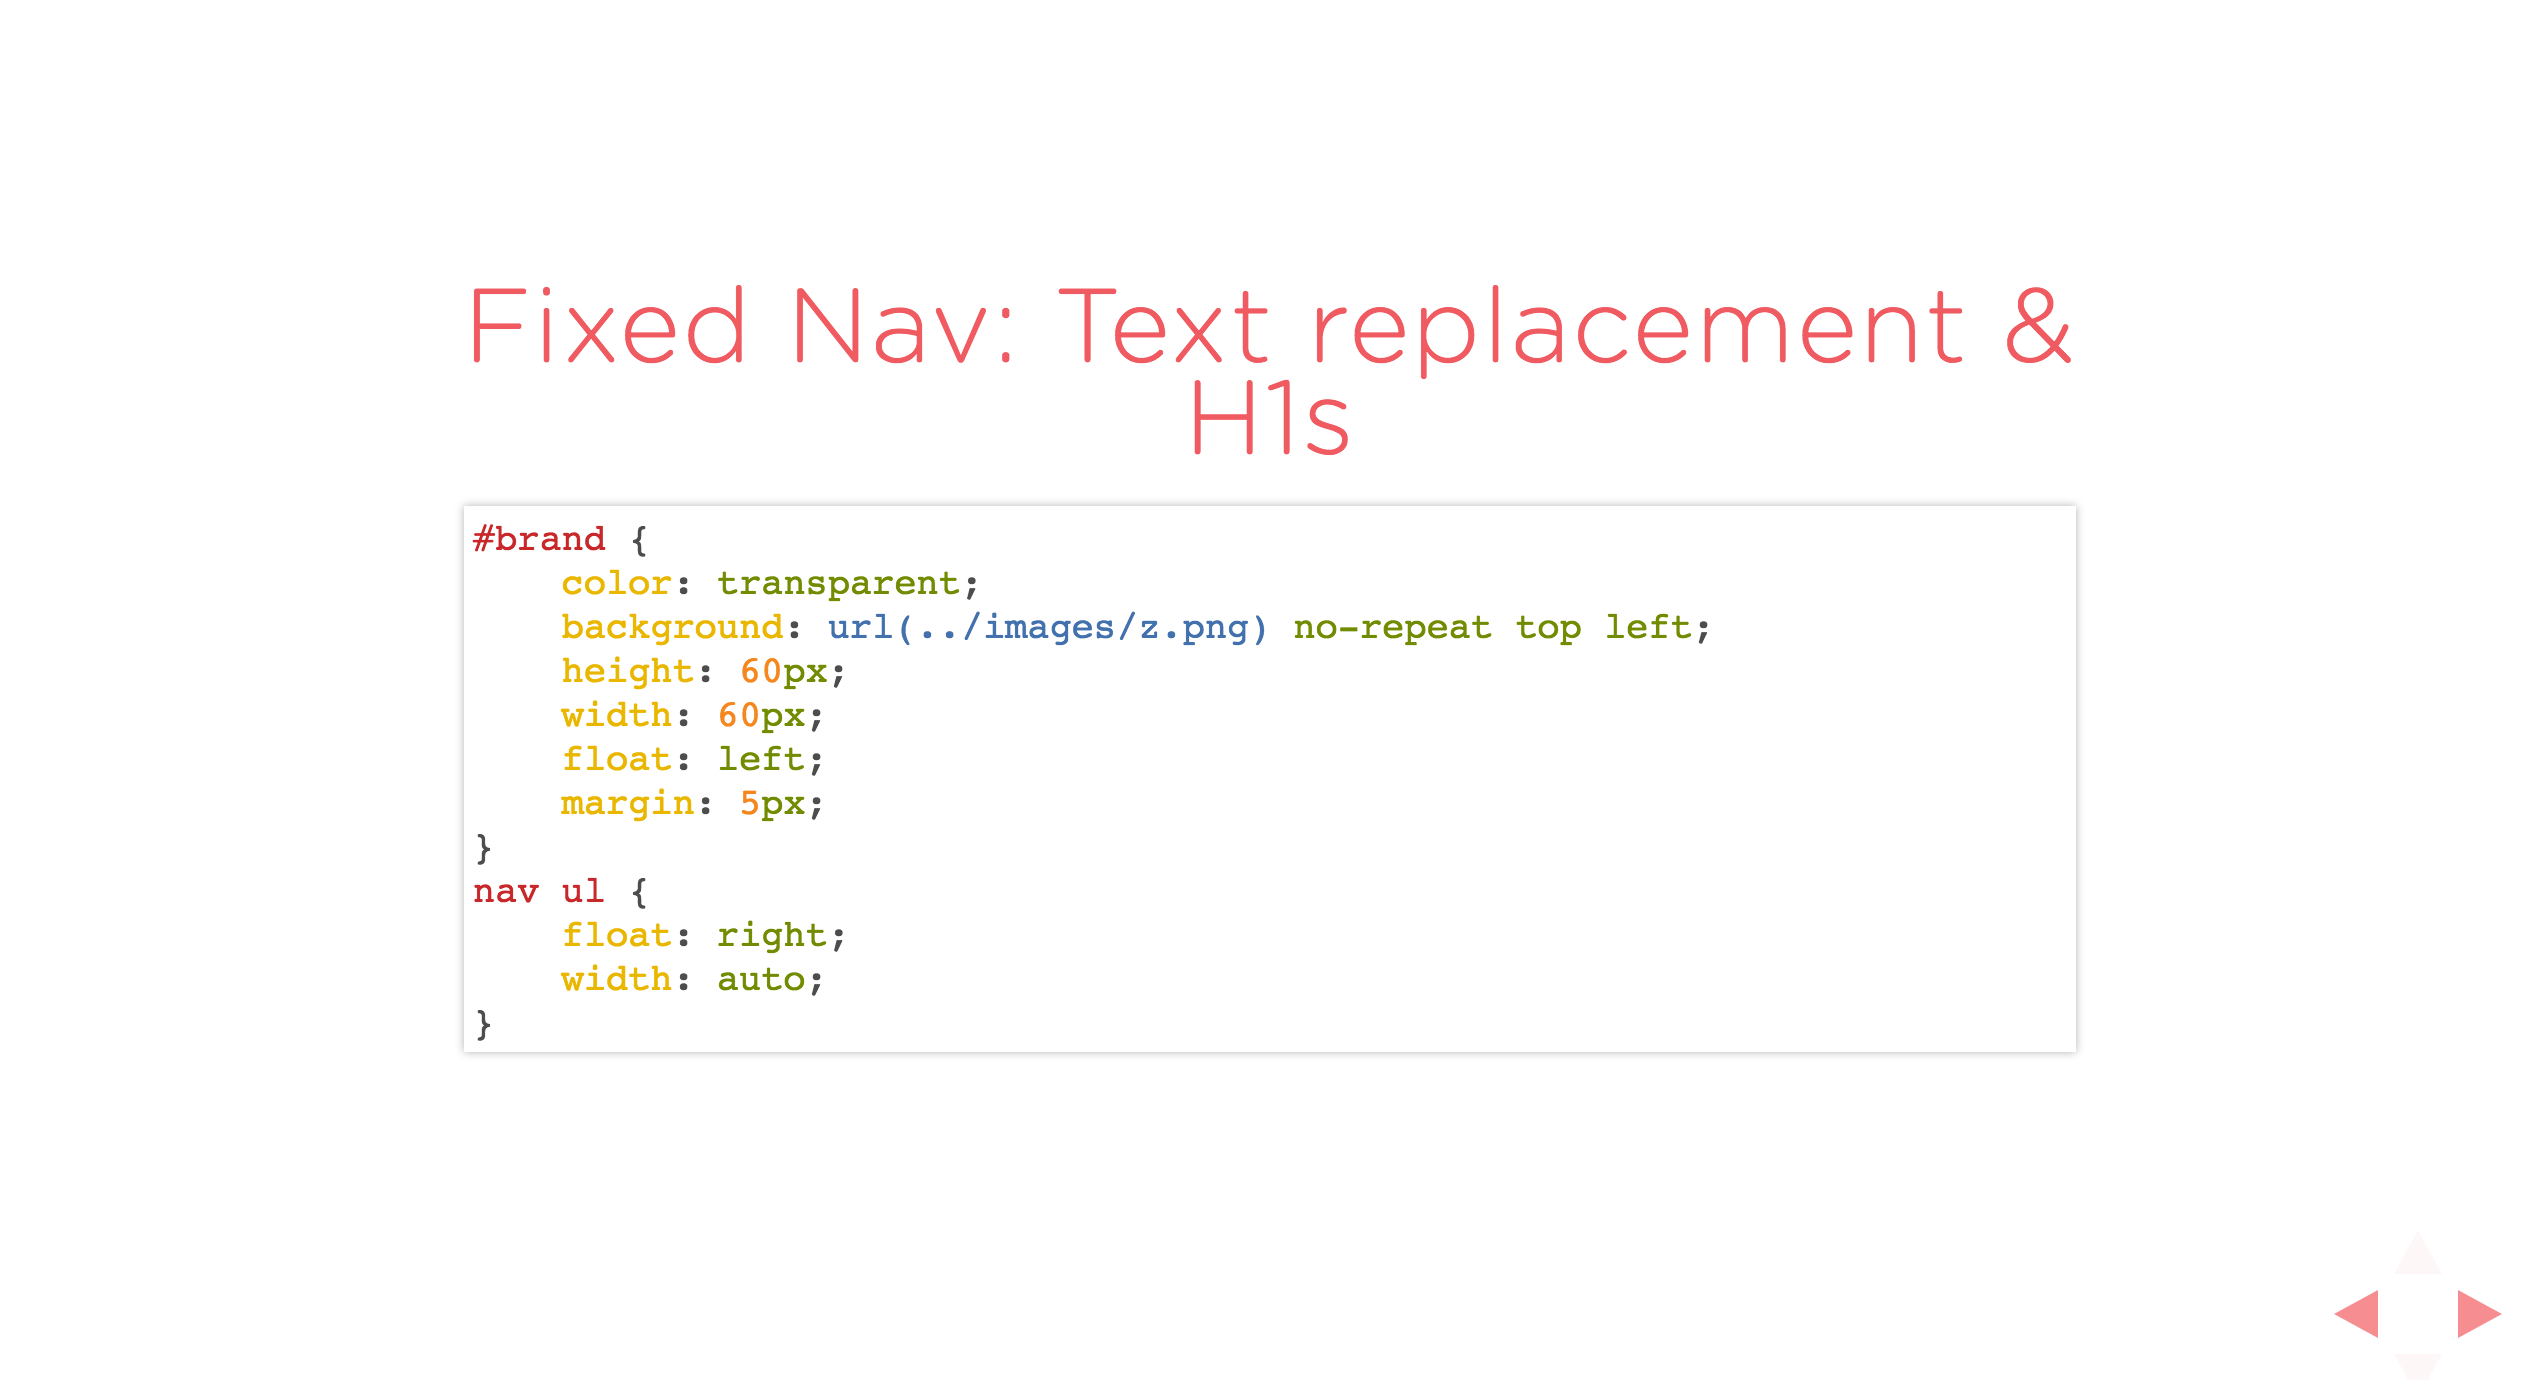 Fixed Nav: Text replacement &
H1s
#brand {
    color: transparent;
    background: url(../images/z.png) no-repeat top left;
    height: 60px;
    width: 60px;
    float: left;
    margin: 5px;
}
nav ul {
    float: right;
    width: auto;
}